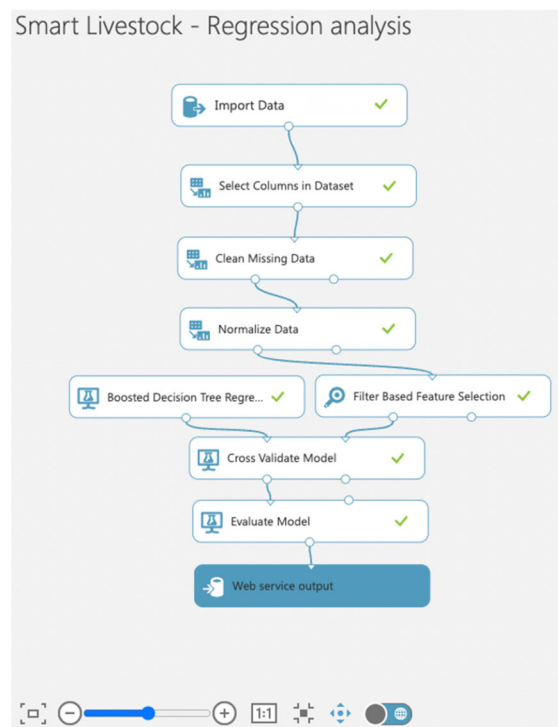 Smart Livestock - Regression analysis
Import Data
Select Columns in Dataset
Clean Missing Data
Normalize Data
Boosted Decision Tree Regre...
Filter Based Feature Selection
Cross Validate Model
Evaluate Model
Web service output
1:1